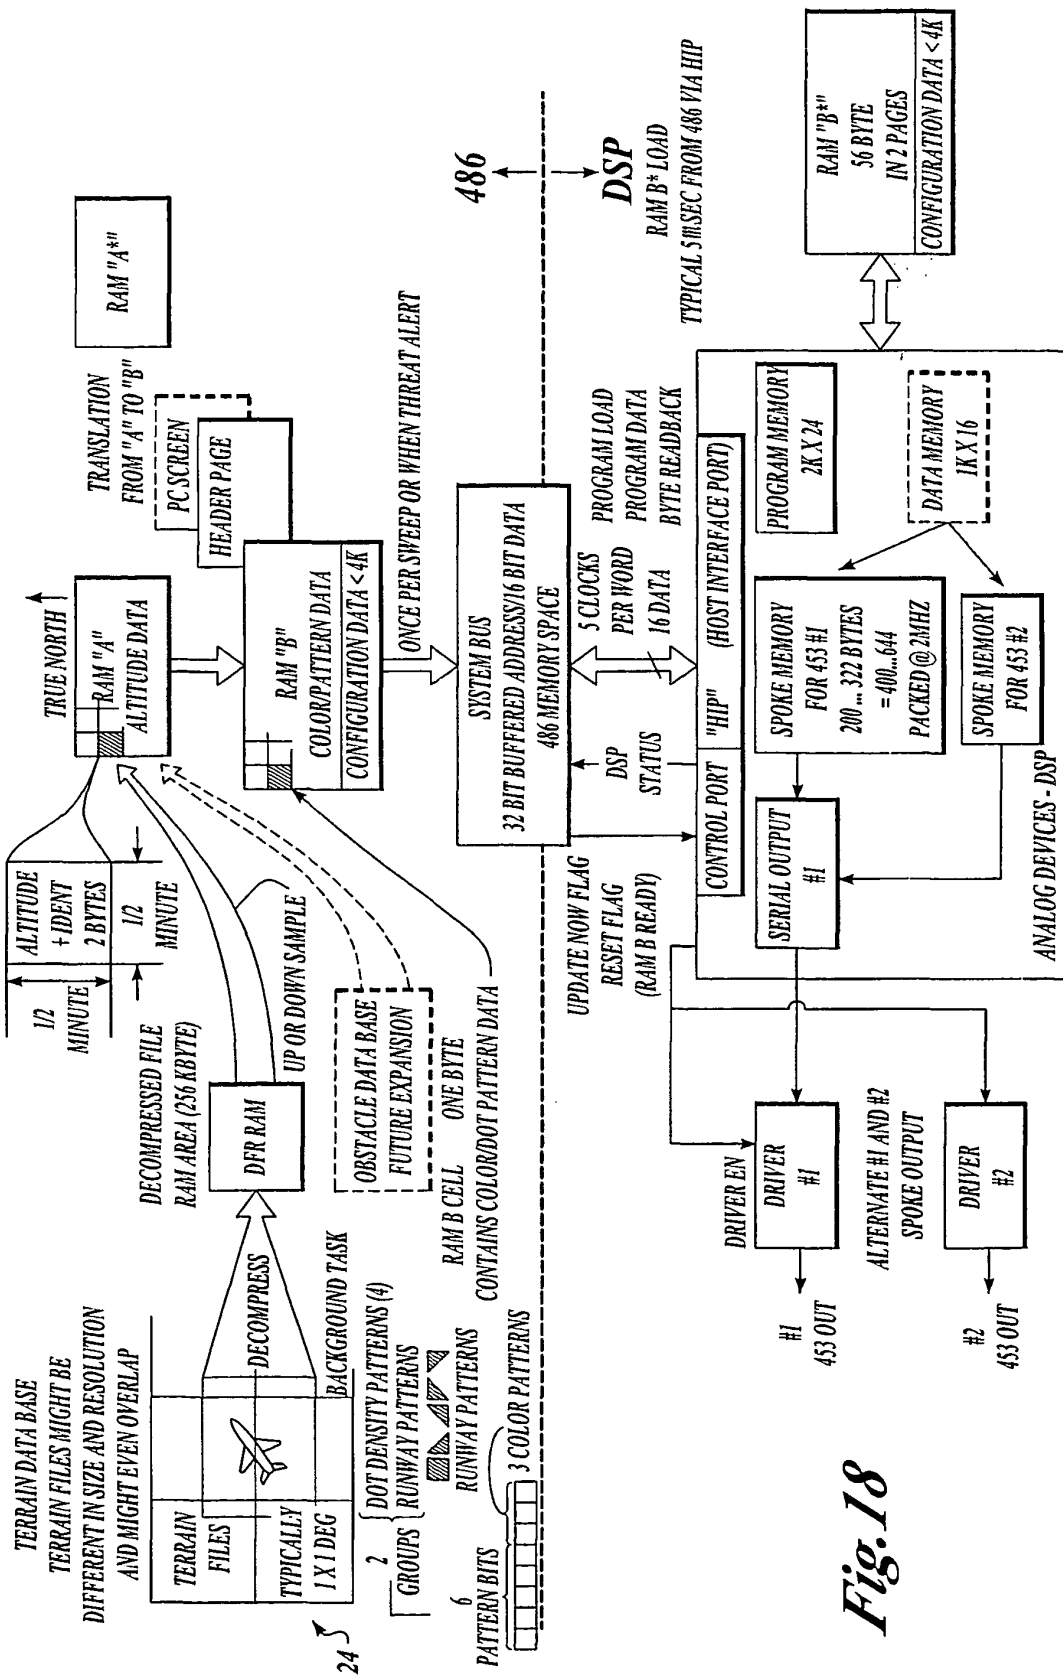 TERRAIN DATA BASE
TERRAIN FILES MIGHT BE
DIFFERENT IN SIZE AND RESOLUTION
AND MIGHT EVEN OVERLAP
TERRAIN
FILES
TYPICALLY
1 X 1 DEG
24
DECOMPRESS
BACKGROUND TASK
2
GROUPS
DOT DENSITY PATTERNS (4)
RUNWAY PATTERNS
RUNWAY PATTERNS
6
PATTERN BITS
3 COLOR PATTERNS
DECOMPRESSED FILE
RAM AREA (256 KBYTE)
DFR RAM
UP OR DOWN SAMPLE
OBSTACLE DATA BASE
FUTURE EXPANSION
RAM B CELL ONE BYTE
CONTAINS COLOR/DOT PATTERN DATA
1/2
MINUTE
ALTITUDE
+ IDENT
2 BYTES
1/2
MINUTE
TRUE NORTH
RAM "A"
ALTITUDE DATA
TRANSLATION
FROM "A" TO "B"
RAM "A*"
PC SCREEN
HEADER PAGE
RAM "B"
COLOR/PATTERN DATA
CONFIGURATION DATA < 4K
ONCE PER SWEEP OR WHEN THREAT ALERT
SYSTEM BUS
32 BIT BUFFERED ADDRESS/16 BIT DATA
486 MEMORY SPACE
486
DSP
RAM B* LOAD
TYPICAL 5 mSEC FROM 486 VIA HIP
UPDATE NOW FLAG
RESET FLAG
(RAM B READY)
DSP
STATUS
5 CLOCKS
PER WORD
16 DATA
PROGRAM LOAD
PROGRAM DATA
BYTE READBACK
CONTROL PORT
"HIP"
(HOST INTERFACE PORT)
SERIAL OUTPUT
#1
SPOKE MEMORY
FOR 453 #1
200 ... 322 BYTES
= 400...644
PACKED @ 2MHZ
PROGRAM MEMORY
2K X 24
SPOKE MEMORY
FOR 453 #2
DATA MEMORY
1K X 16
ANALOG DEVICES - DSP
RAM "B*"
56 BYTE
IN 2 PAGES
CONFIGURATION DATA < 4K
DRIVER EN
DRIVER
#1
#1
453 OUT
ALTERNATE #1 AND #2
SPOKE OUTPUT
DRIVER
#2
#2
453 OUT
Fig.18